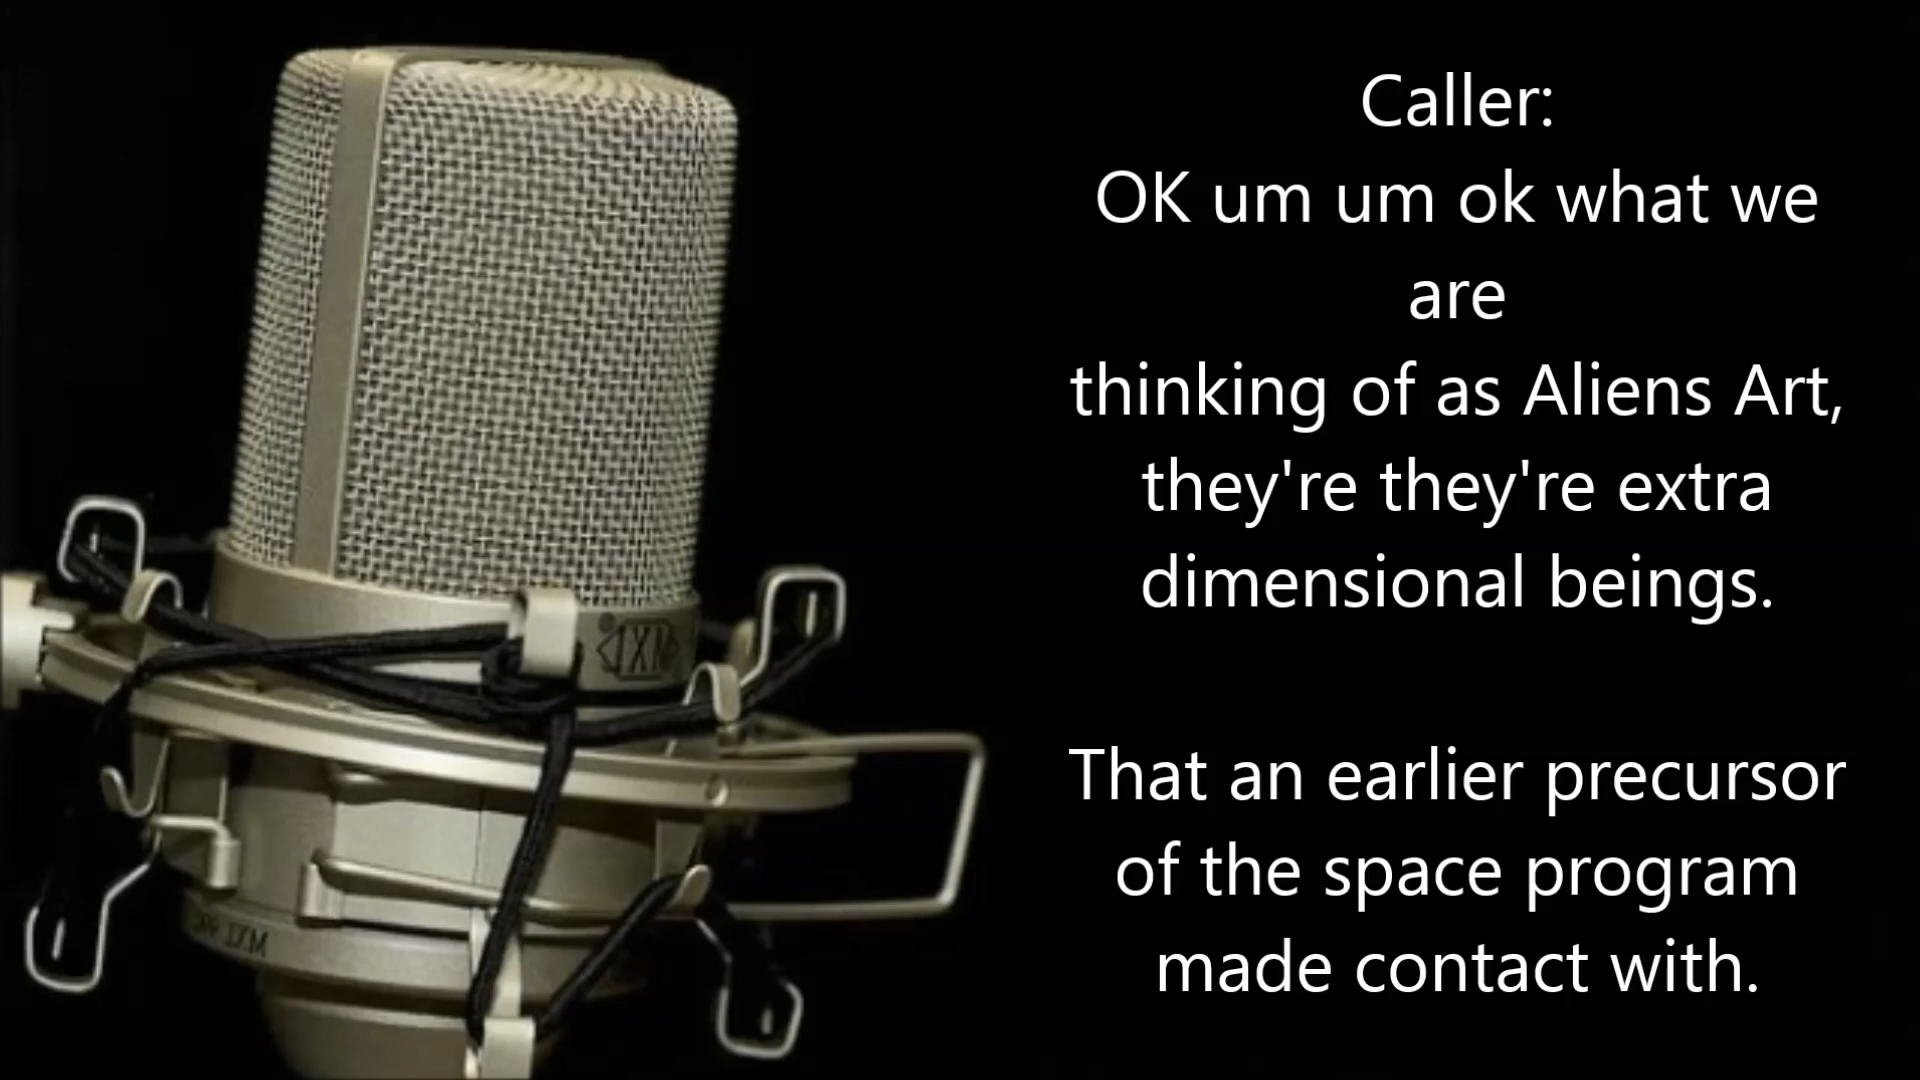 Caller:
OK um um ok what we
are
thinking of as Aliens Art,
they're they're extra
dimensional beings.
That an earlier precursor
of the space program
made contact with.
MXL